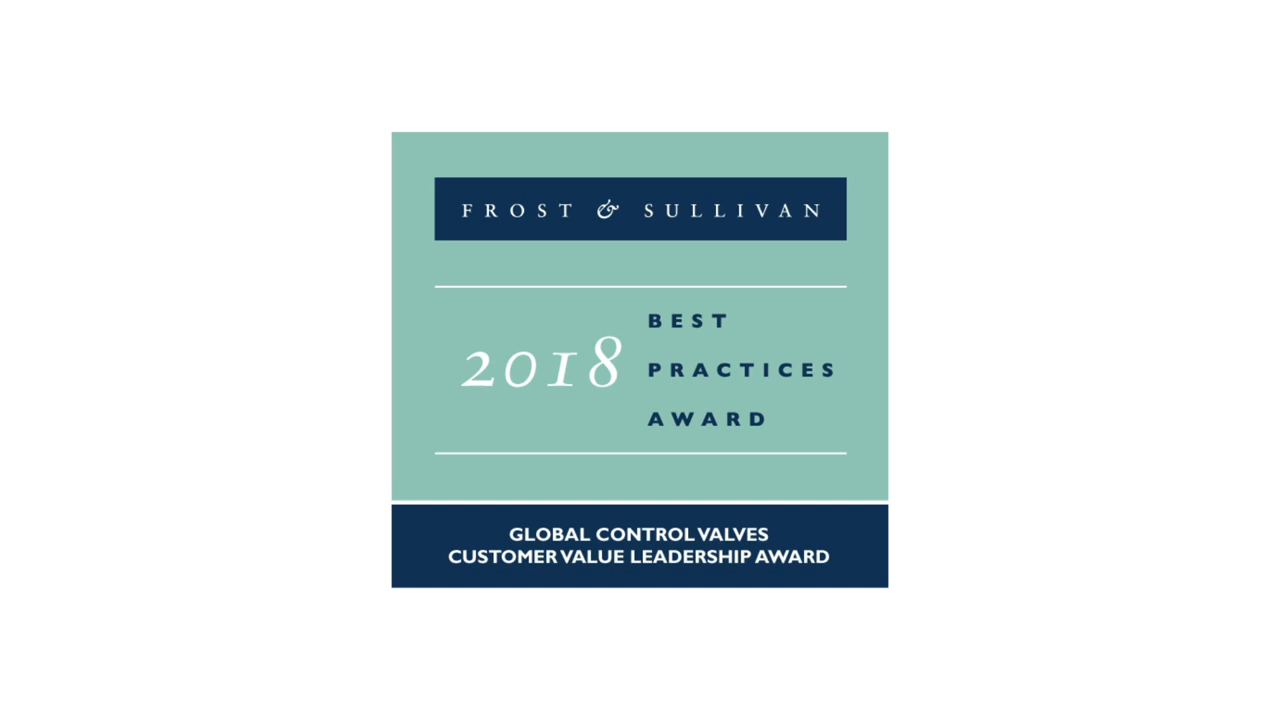 FROST & SULLIVAN
2018
BEST
PRACTICES
AWARD
GLOBAL CONTROL VALVES
CUSTOMER VALUE LEADERSHIP AWARD